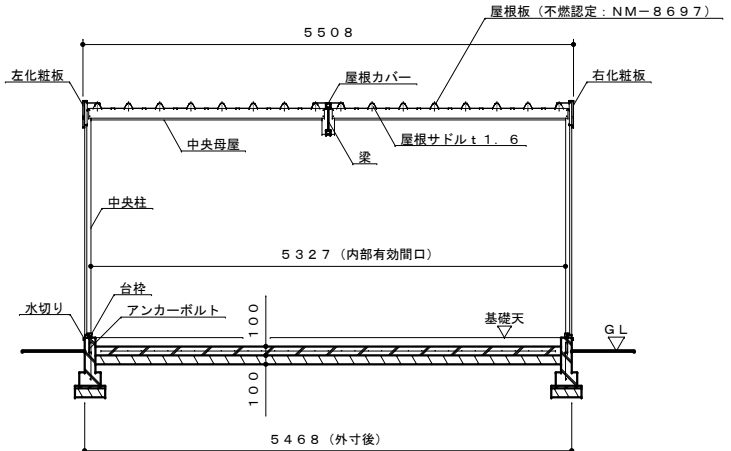 屋根板（不燃認定：NM－8697）
5508
左化粧板
屋根カバー
右化粧板
中央母屋
屋根サドルｔ1．6
梁
中央柱
5327（内部有効間口）
台枠
水切り
アンカーボルト
100
基礎天
GL
100
5468（外寸後）